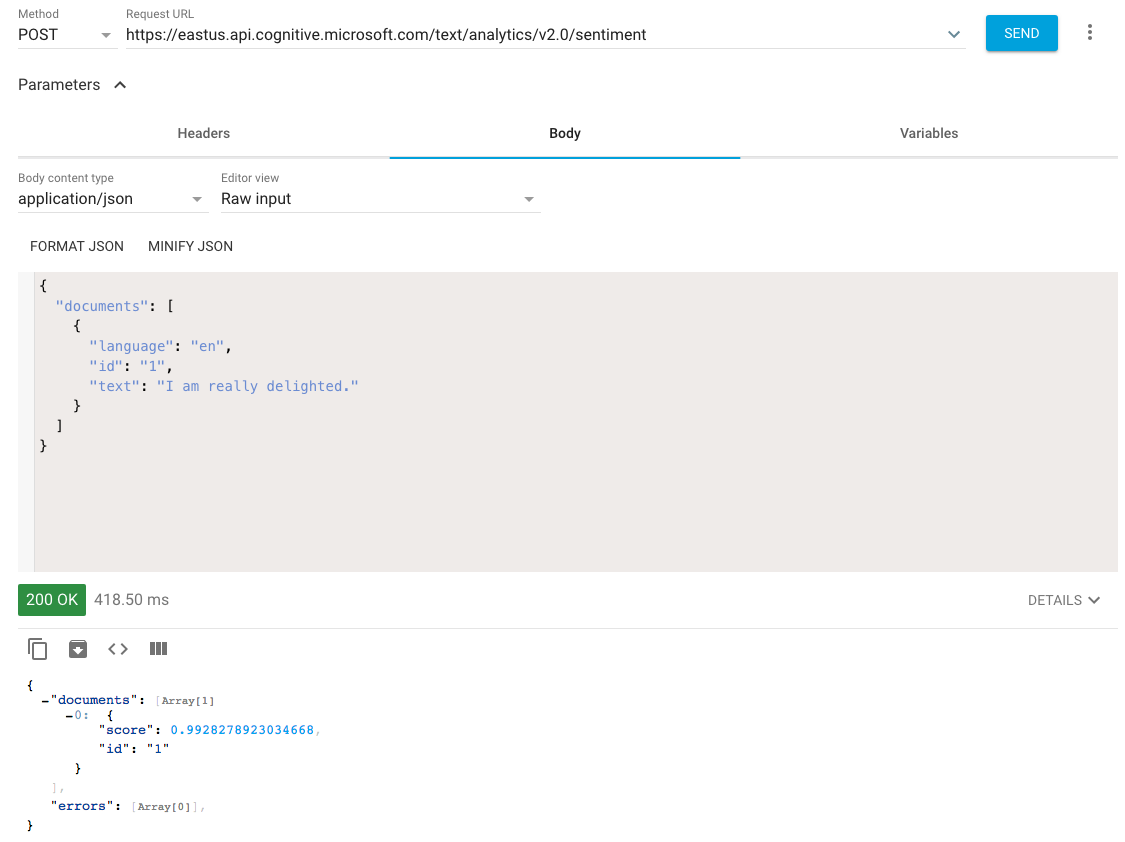 Method
Request URL
POST
https://eastus.api.cognitive.microsoft.com/text/analytics/v2.0/sentiment
SEND
Parameters
Headers
Body
Variables
Body content type
Editor view
application/json
Raw input
FORMAT JSON
MINIFY JSON
{
"documents": [
{
"language": "en",
"id": "1",
"text": "I am really delighted."
}
]
}
200 OK
418.50 ms
DETAILS
{
-"documents": [Array[1]
-0: {
"score": 0.9928278923034668,
"id": "1"
}
],
"errors": [Array[0]],
}